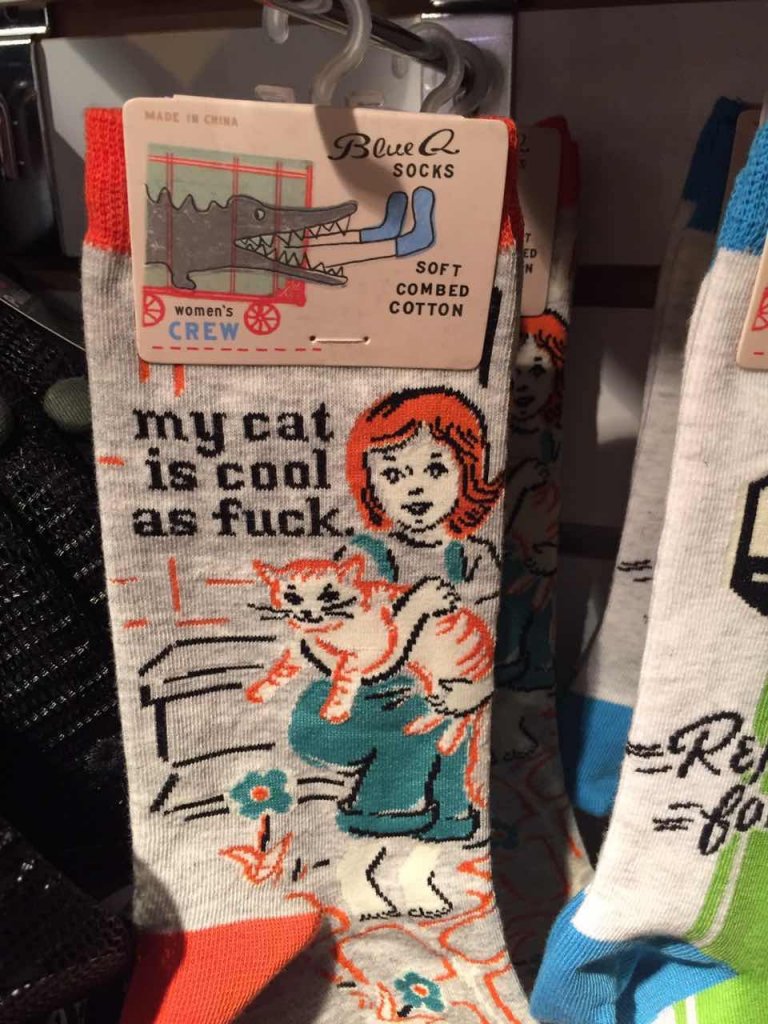 MADE IN CHINA
Blue Q
SOCKS
SOFT
COMBED
COTTON
women's
CREW
my cat
is cool
as fuck.